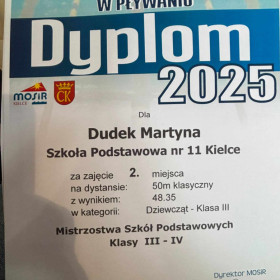 W PŁYWANIU
Dyplom
2025
MOSiR
KIELCE
CK
Dla
Dudek Martyna
Szkoła Podstawowa nr 11 Kielce
za zajęcie 2. miejsca
na dystansie: 50m klasyczny
z wynikiem: 48.35
w kategorii: Dziewcząt - Klasa III
Mistrzostwa Szkół Podstawowych
Klasy III - IV
Dyrektor MOSiR